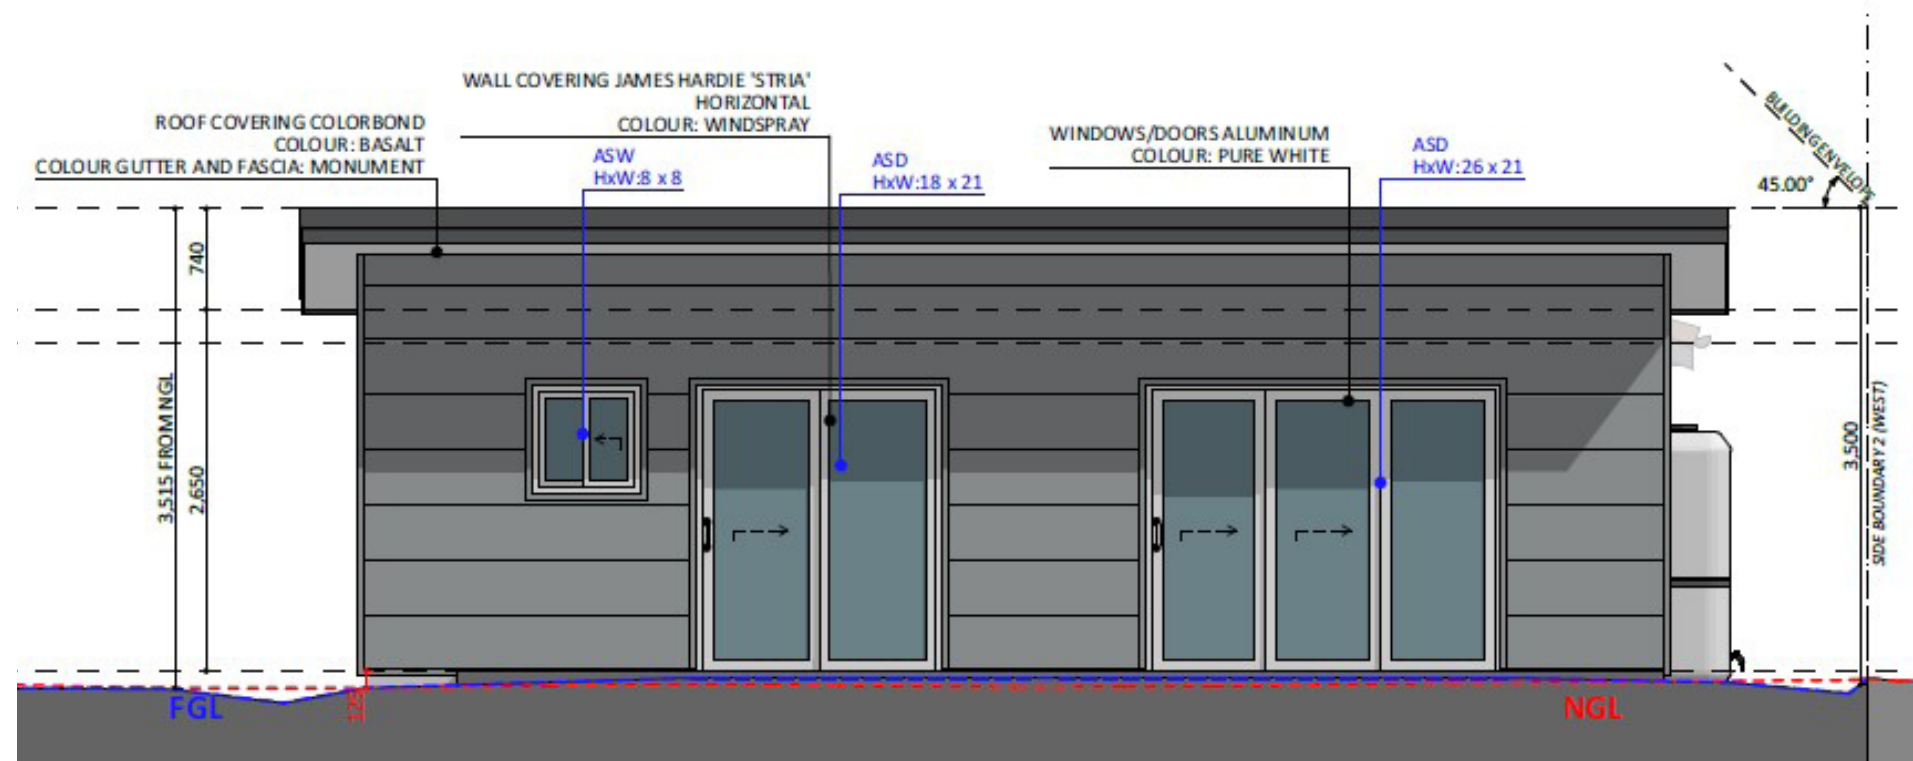 WALL COVERING JAMES HARDIE 'STRIA'
HORIZONTAL
COLOUR: WINDSPRAY
ROOF COVERING COLORBOND
COLOUR: BASALT
COLOUR GUTTER AND FASCIA: MONUMENT
ASW
HxW:8 x 8
ASD
HxW:18 x 21
WINDOWS/DOORS ALUMINUM
COLOUR: PURE WHITE
ASD
HxW:26 x 21
BUILDING ENVELOPE
45.00°
740
3,515 FROM NGL
2,650
3,500
SIDE BOUNDARY 2 (WEST)
FGL
NGL